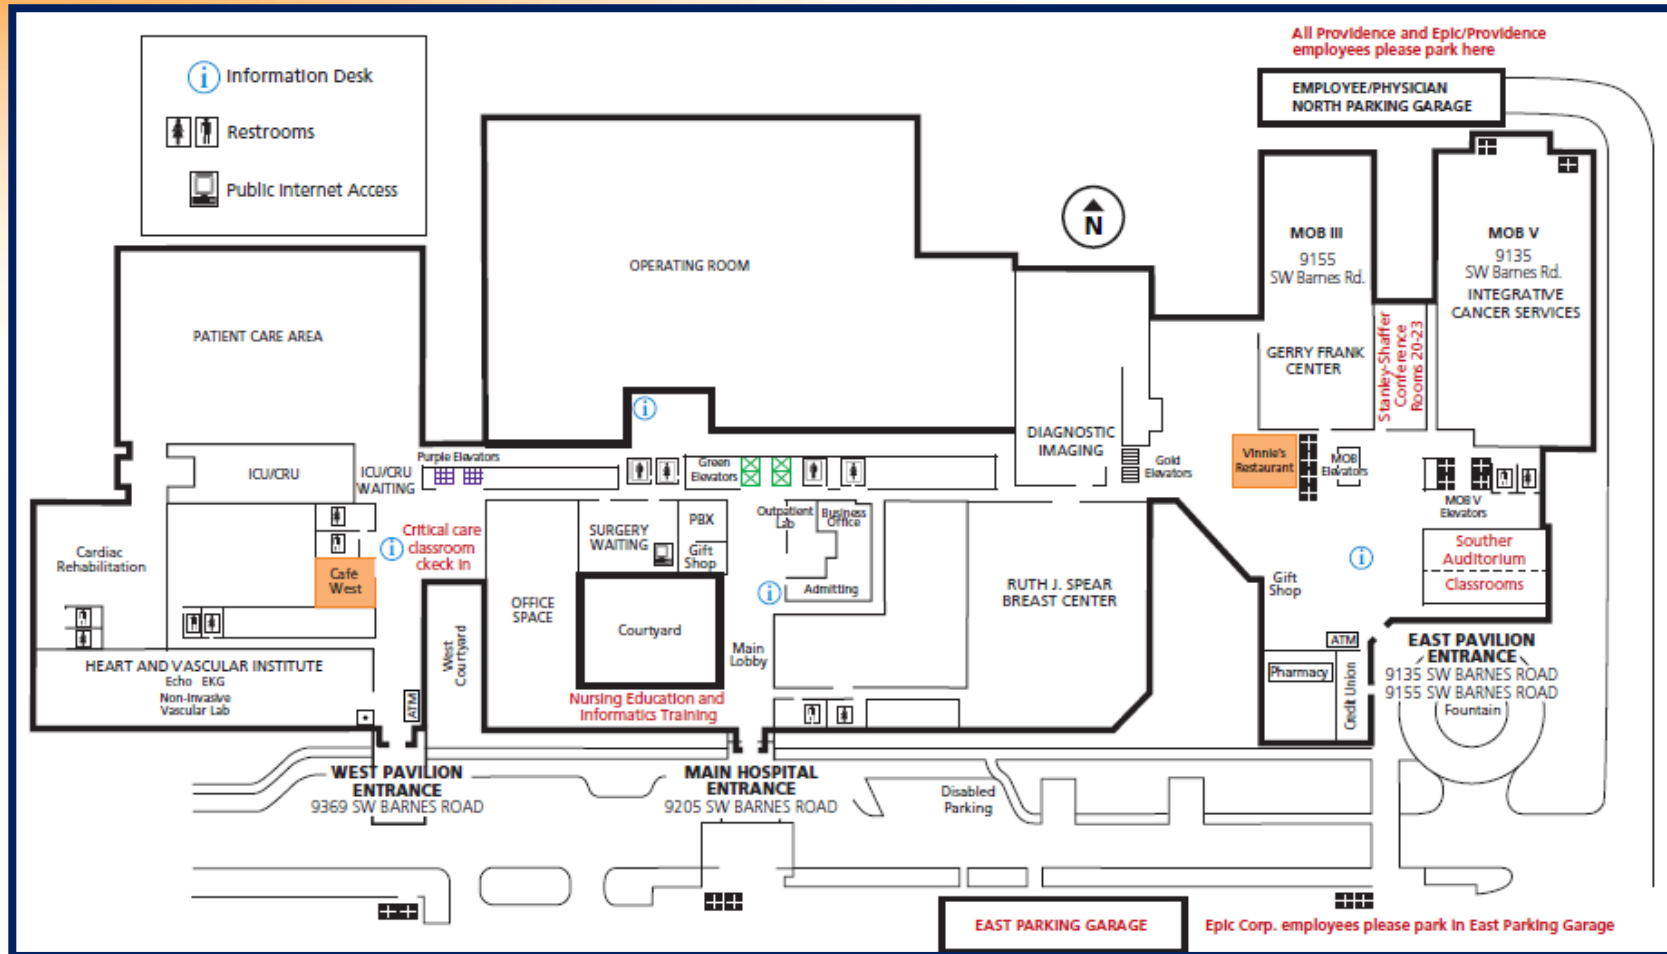 All Providence and Epic/Providence
employees please park here
EMPLOYEE/PHYSICIAN
NORTH PARKING GARAGE
i Information Desk
Restrooms
Public Internet Access
N
OPERATING ROOM
PATIENT CARE AREA
MOB III
9155
SW Barnes Rd.
GERRY FRANK
CENTER
Stanley-Shaffer
Conference
Rooms 20-23
MOB V
9135
SW Barnes Rd.
INTEGRATIVE
CANCER SERVICES
i
DIAGNOSTIC
IMAGING
Gold
Elevators
Vinnie's
Restaurant
MOB
Elevators
MOB V
Elevators
ICU/CRU
ICU/CRU
WAITING
Purple Elevators
Green
Elevators
Cardiac
Rehabilitation
i
Critical care
classroom
ckeck in
Cafe
West
SURGERY
WAITING
PBX
Gift
Shop
Outpatient
Lab
Business
Office
Admitting
i
OFFICE
SPACE
Courtyard
Main
Lobby
West
Courtyard
RUTH J. SPEAR
BREAST CENTER
Gift
Shop
i
Souther
Auditorium
Classrooms
HEART AND VASCULAR INSTITUTE
Echo EKG
Non-Invasive
Vascular Lab
ATM
Nursing Education and
Informatics Training
ATM
Pharmacy
Credit Union
EAST PAVILION
ENTRANCE
9135 SW BARNES ROAD
9155 SW BARNES ROAD
Fountain
WEST PAVILION
ENTRANCE
9369 SW BARNES ROAD
MAIN HOSPITAL
ENTRANCE
9205 SW BARNES ROAD
Disabled
Parking
EAST PARKING GARAGE
Epic Corp. employees please park in East Parking Garage